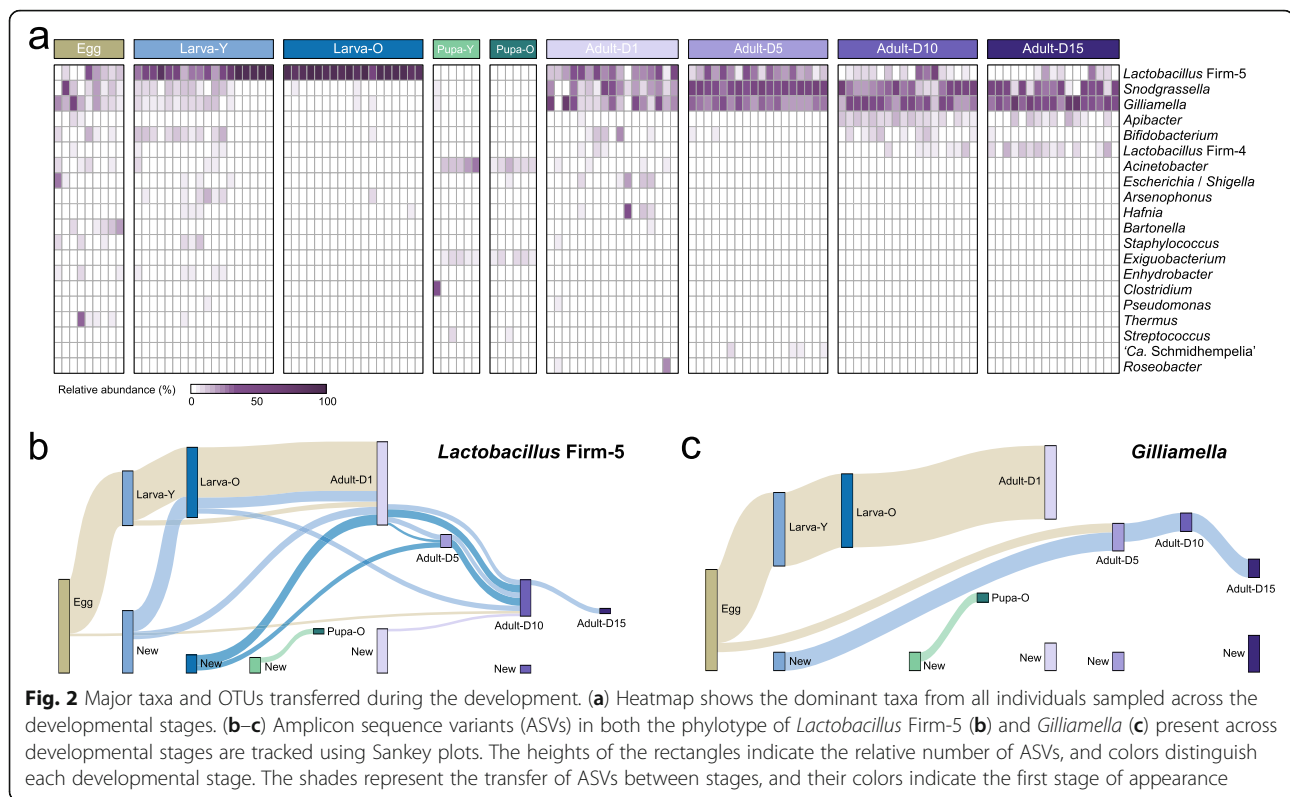 a
Egg
Larva-Y
Larva-O
Pupa-Y
Pupa-O
Adult-D1
Adult-D5
Adult-D10
Adult-D15
Lactobacillus Firm-5
Snodgrassella
Gilliamella
Apibacter
Bifidobacterium
Lactobacillus Firm-4
Acinetobacter
Escherichia / Shigella
Arsenophonus
Hafnia
Bartonella
Staphylococcus
Exiguobacterium
Enhydrobacter
Clostridium
Pseudomonas
Thermus
Streptococcus
‘Ca. Schmidhempelia’
Roseobacter
Relative abundance (%)
0 50 100
b
Lactobacillus Firm-5
Larva-Y
Larva-O
Adult-D1
Adult-D5
Egg
Adult-D10
Adult-D15
Pupa-O
New
New
New
New
New
c
Gilliamella
Adult-D1
Larva-Y
Larva-O
Adult-D5
Adult-D10
Adult-D15
Egg
Pupa-O
New
New
New
New
New
Fig. 2 Major taxa and OTUs transferred during the development. (a) Heatmap shows the dominant taxa from all individuals sampled across the
developmental stages. (b–c) Amplicon sequence variants (ASVs) in both the phylotype of Lactobacillus Firm-5 (b) and Gilliamella (c) present across
developmental stages are tracked using Sankey plots. The heights of the rectangles indicate the relative number of ASVs, and colors distinguish
each developmental stage. The shades represent the transfer of ASVs between stages, and their colors indicate the first stage of appearance